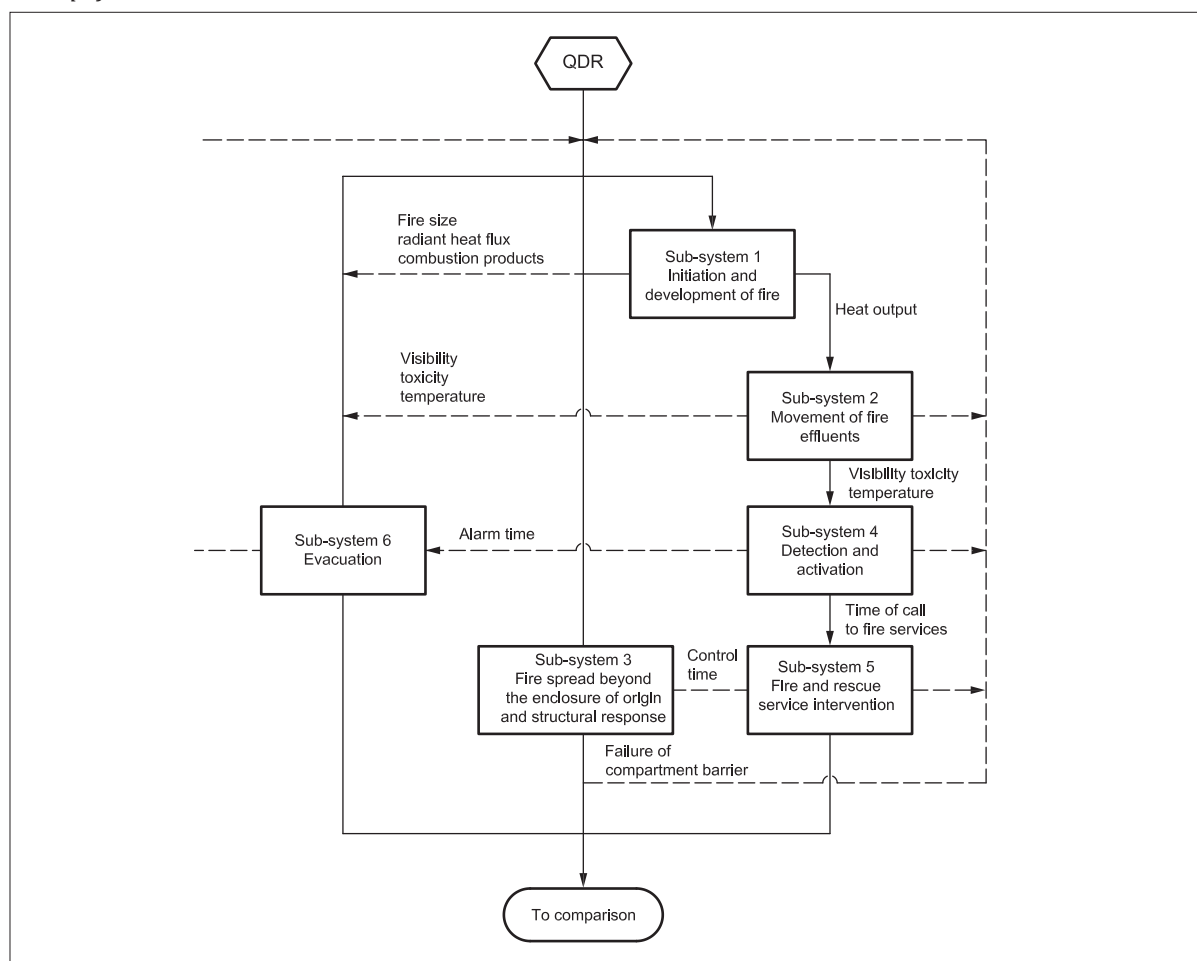 QDR
Fire size
radiant heat flux
combustion products
Sub-system 1
Initiation and
development of fire
Heat output
Visibility
toxicity
temperature
Sub-system 2
Movement of fire
effluents
Visibility toxicity
temperature
Sub-system 6
Evacuation
Alarm time
Sub-system 4
Detection and
activation
Time of call
to fire services
Sub-system 3
Fire spread beyond
the enclosure of origin
and structural response
Control
time
Sub-system 5
Fire and rescue
service intervention
Failure of
compartment barrier
To comparison